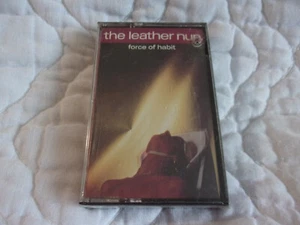 the leather nun
force of habit